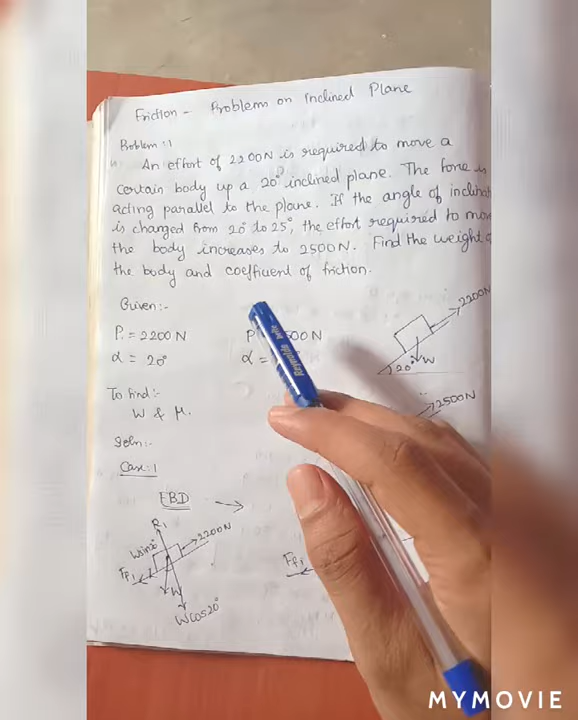 Friction - Problems on Inclined Plane
Problem :1
An effort of 2200N is required to move a
certain body up a 20° inclined plane. The force is
acting parallel to the plane. If the angle of inclinat
is changed from 20° to 25°, the effort required to mov
the body increases to 2500N. Find the weight o
the body and coefficient of friction.
Given:-
P₁ = 2200 N
P 500 N
α = 20°
α =
2200N
W
20°
2500N
To find:-
W & μ.
Soln:-
Case:1
FBD
R₁
2200N
Wsin20°
Ff₁
W
Wcos20°
Ff₁
Reynolds
MYMOVIE